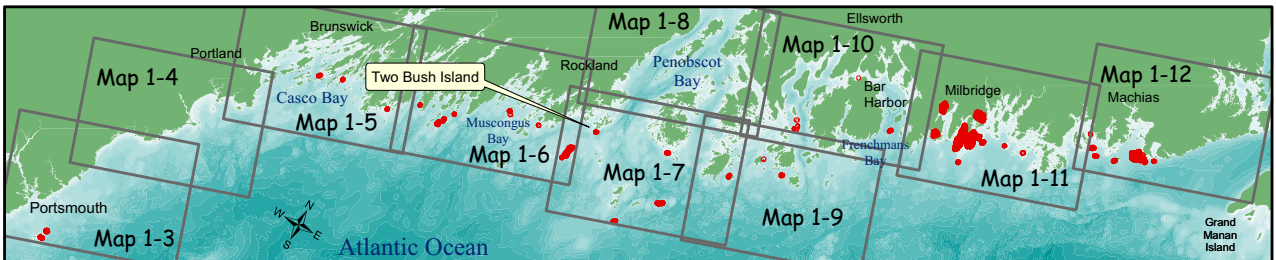 Map 1-8
Ellsworth
Brunswick
Map 1-10
Portland
Penobscot
Bay
Rockland
Map 1-4
Map 1-12
Two Bush Island
Bar
Harbor
Milbridge
Casco Bay
Machias
Map 1-5
Muscongus
Bay
Map 1-6
Frenchmans
Bay
Map 1-7
Map 1-11
Portsmouth
N
W
E
S
Map 1-9
Map 1-3
Atlantic Ocean
Grand
Manan
Island